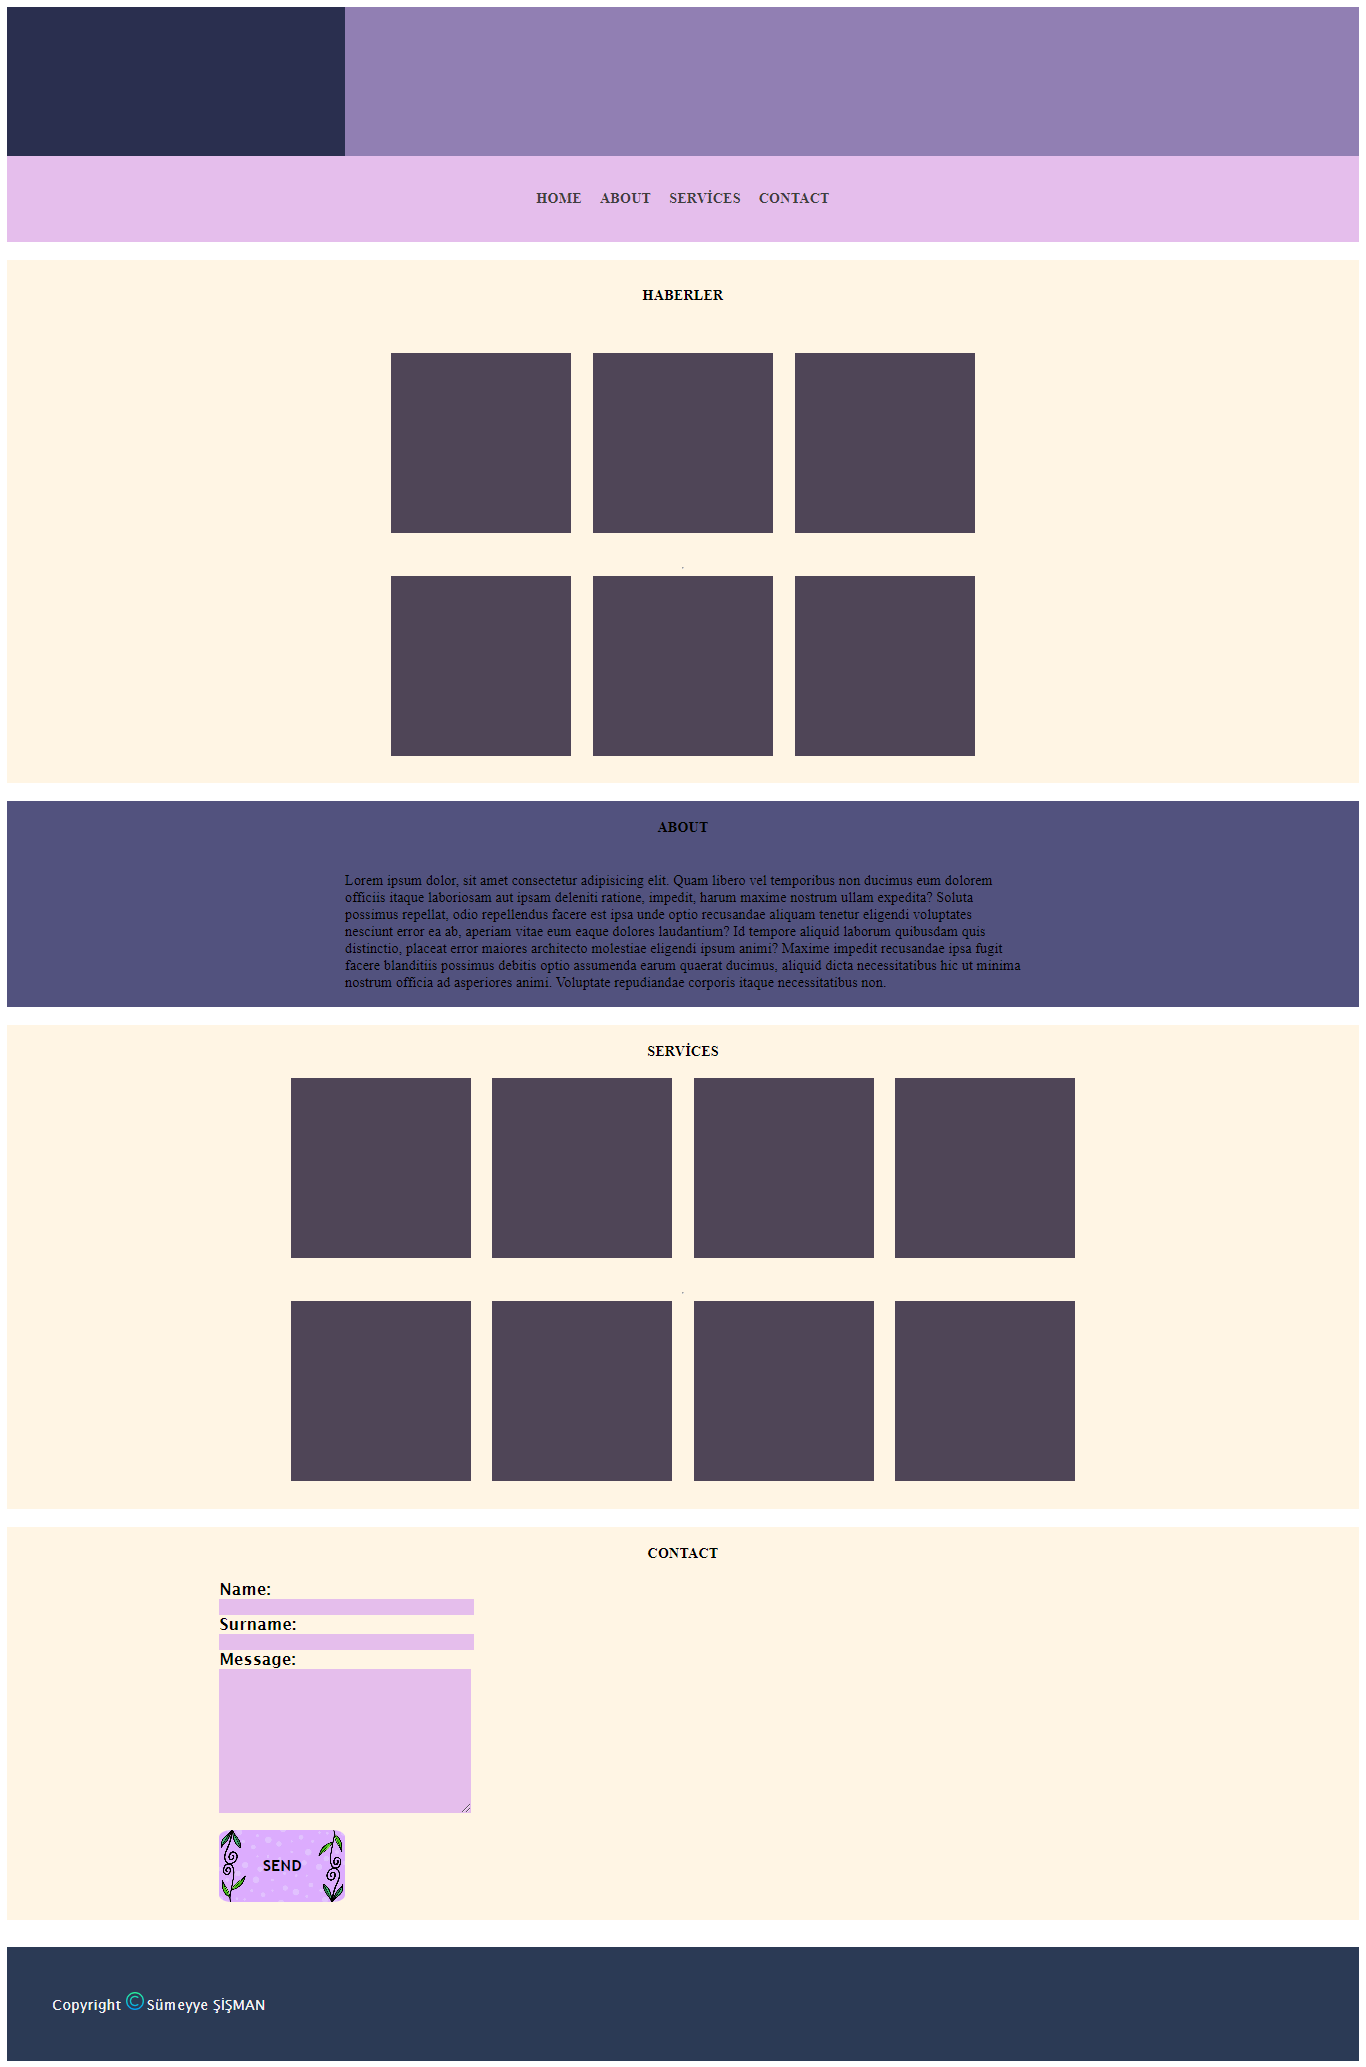 HOME ABOUT SERVİCES CONTACT
HABERLER
ABOUT
Lorem ipsum dolor, sit amet consectetur adipisicing elit. Quam libero vel temporibus non ducimus eum dolorem
officiis itaque laboriosam aut ipsam deleniti ratione, impedit, harum maxime nostrum ullam expedita? Soluta
possimus repellat, odio repellendus facere est ipsa unde optio recusandae aliquam tenetur eligendi voluptates
nesciunt error ea ab, aperiam vitae eum eaque dolores laudantium? Id tempore aliquid laborum quibusdam quis
distinctio, placeat error maiores architecto molestiae eligendi ipsum animi? Maxime impedit recusandae ipsa fugit
facere blanditiis possimus debitis optio assumenda earum quaerat ducimus, aliquid dicta necessitatibus hic ut minima
nostrum officia ad asperiores animi. Voluptate repudiandae corporis itaque necessitatibus non.
SERVİCES
CONTACT
Name:
Surname:
Message:
SEND
Copyright © Sümeyye ŞİŞMAN